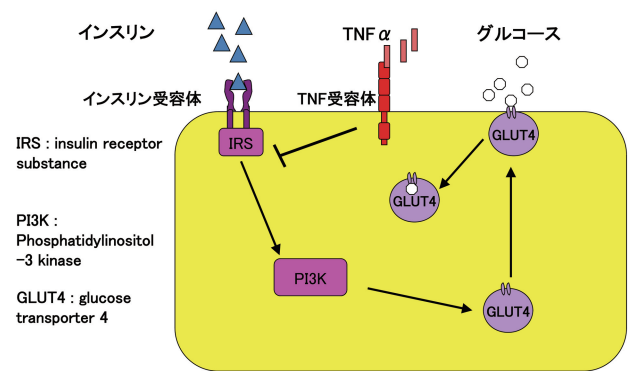 インスリン
TNFα
グルコース
インスリン受容体
TNF受容体
IRS : insulin receptor
substance
IRS
GLUT4
GLUT4
PI3K :
Phosphatidylinositol
-3 kinase
PI3K
GLUT4 : glucose
transporter 4
GLUT4